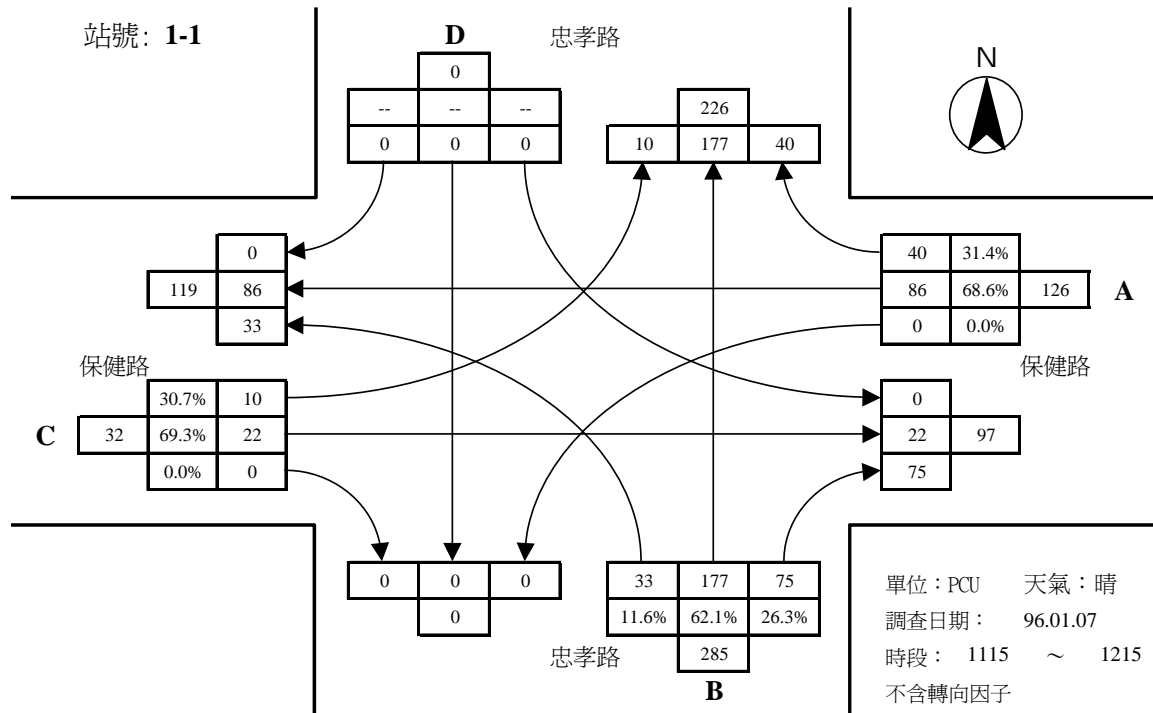 站號: 1-1
D
忠孝路
N
0
-- -- --
0 0 0
226
10 177 40
0
119 86
33
40 31.4%
86 68.6% 126
0 0.0%
A
保健路
保健路
30.7% 10
C
32 69.3% 22
0.0% 0
0
22 97
75
0 0 0
0
33 177 75
11.6% 62.1% 26.3%
285
忠孝路
B
單位：PCU 天氣：晴
調查日期： 96.01.07
時段： 1115 ～ 1215
不含轉向因子